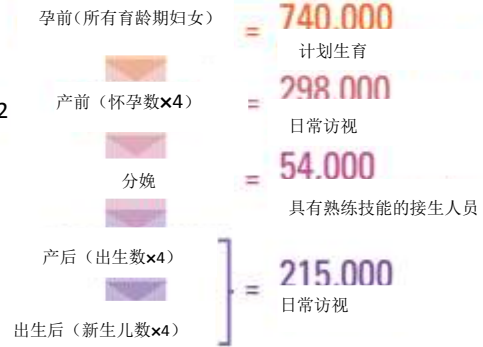 孕前（所有育龄期妇女）
= 740.000
计划生育
2
产前（怀孕数×4）
= 298.000
日常访视
分娩
= 54.000
具有熟练技能的接生人员
产后（出生数×4）
= 215.000
日常访视
出生后（新生儿数×4）